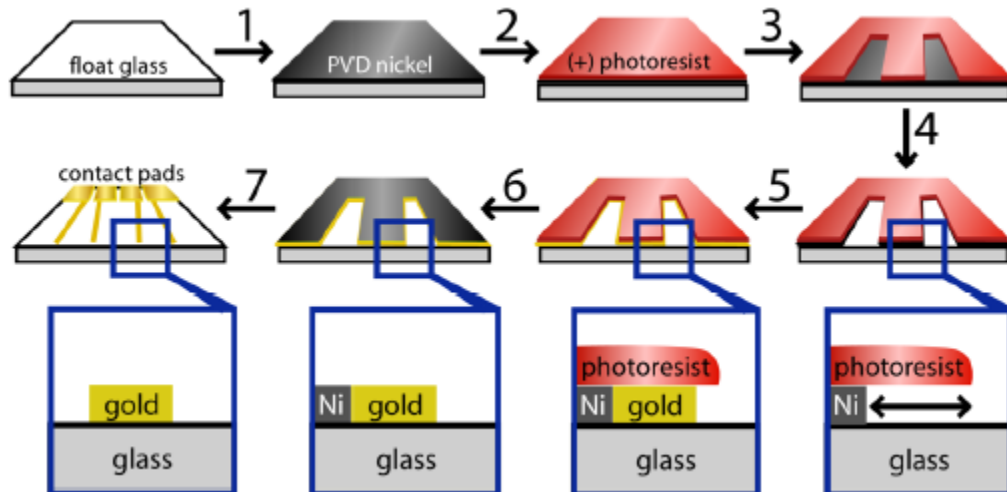 1
2
3
float glass
PVD nickel
(+) photoresist
4
contact pads
7
6
5
photoresist
photoresist
gold
Ni
gold
Ni
gold
Ni
glass
glass
glass
glass